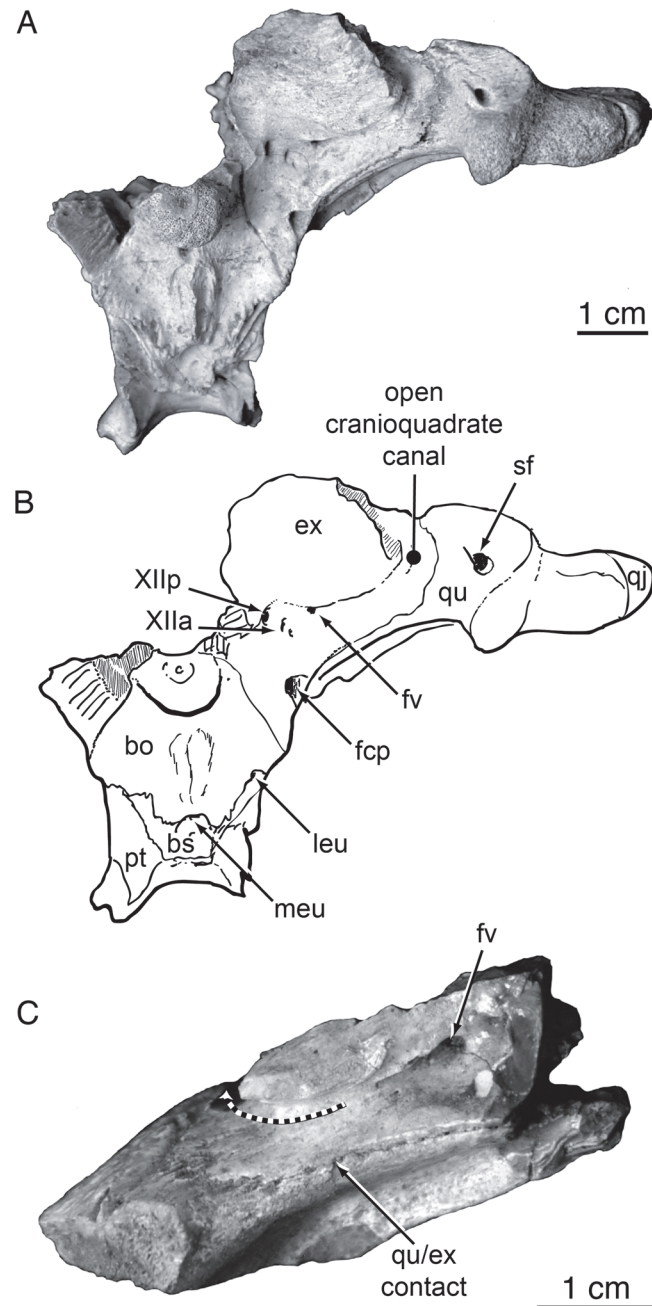 A
1 cm
open
cranioquadrate
canal
sf
B
ex
XIIp
XIIa
qu
qj
fv
fcp
c
bo
bs
pt
leu
meu
fv
C
qu/ex
contact
1 cm